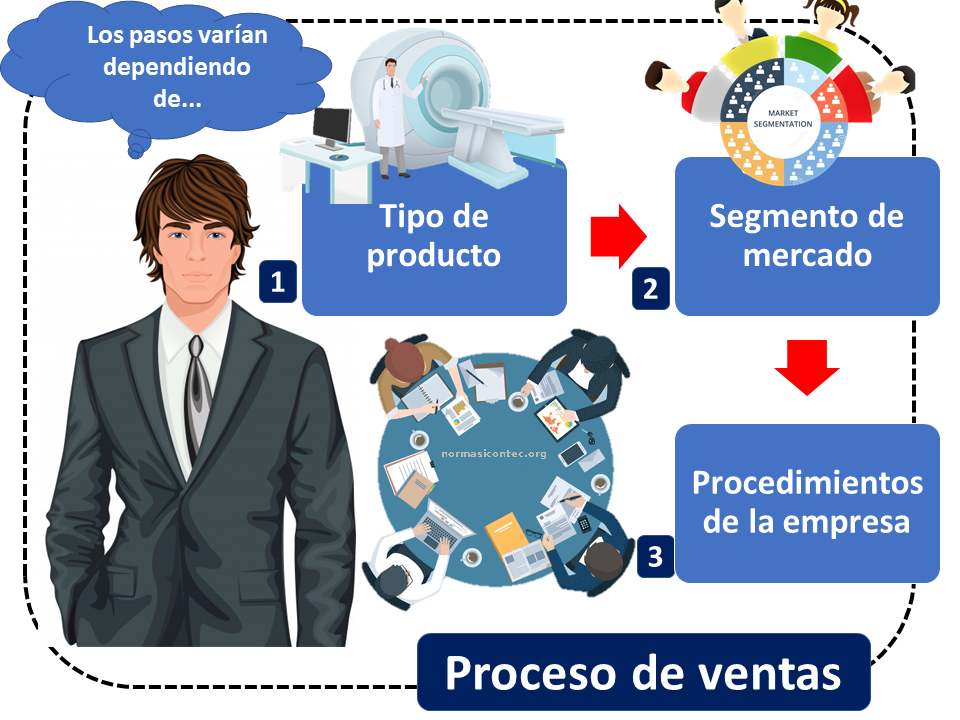 Los pasos varían
dependiendo
de...
MARKET
SEGMENTATION
Tipo de
producto
1
Segmento de
mercado
2
normasicontec.org
Procedimientos
de la empresa
3
Proceso de ventas